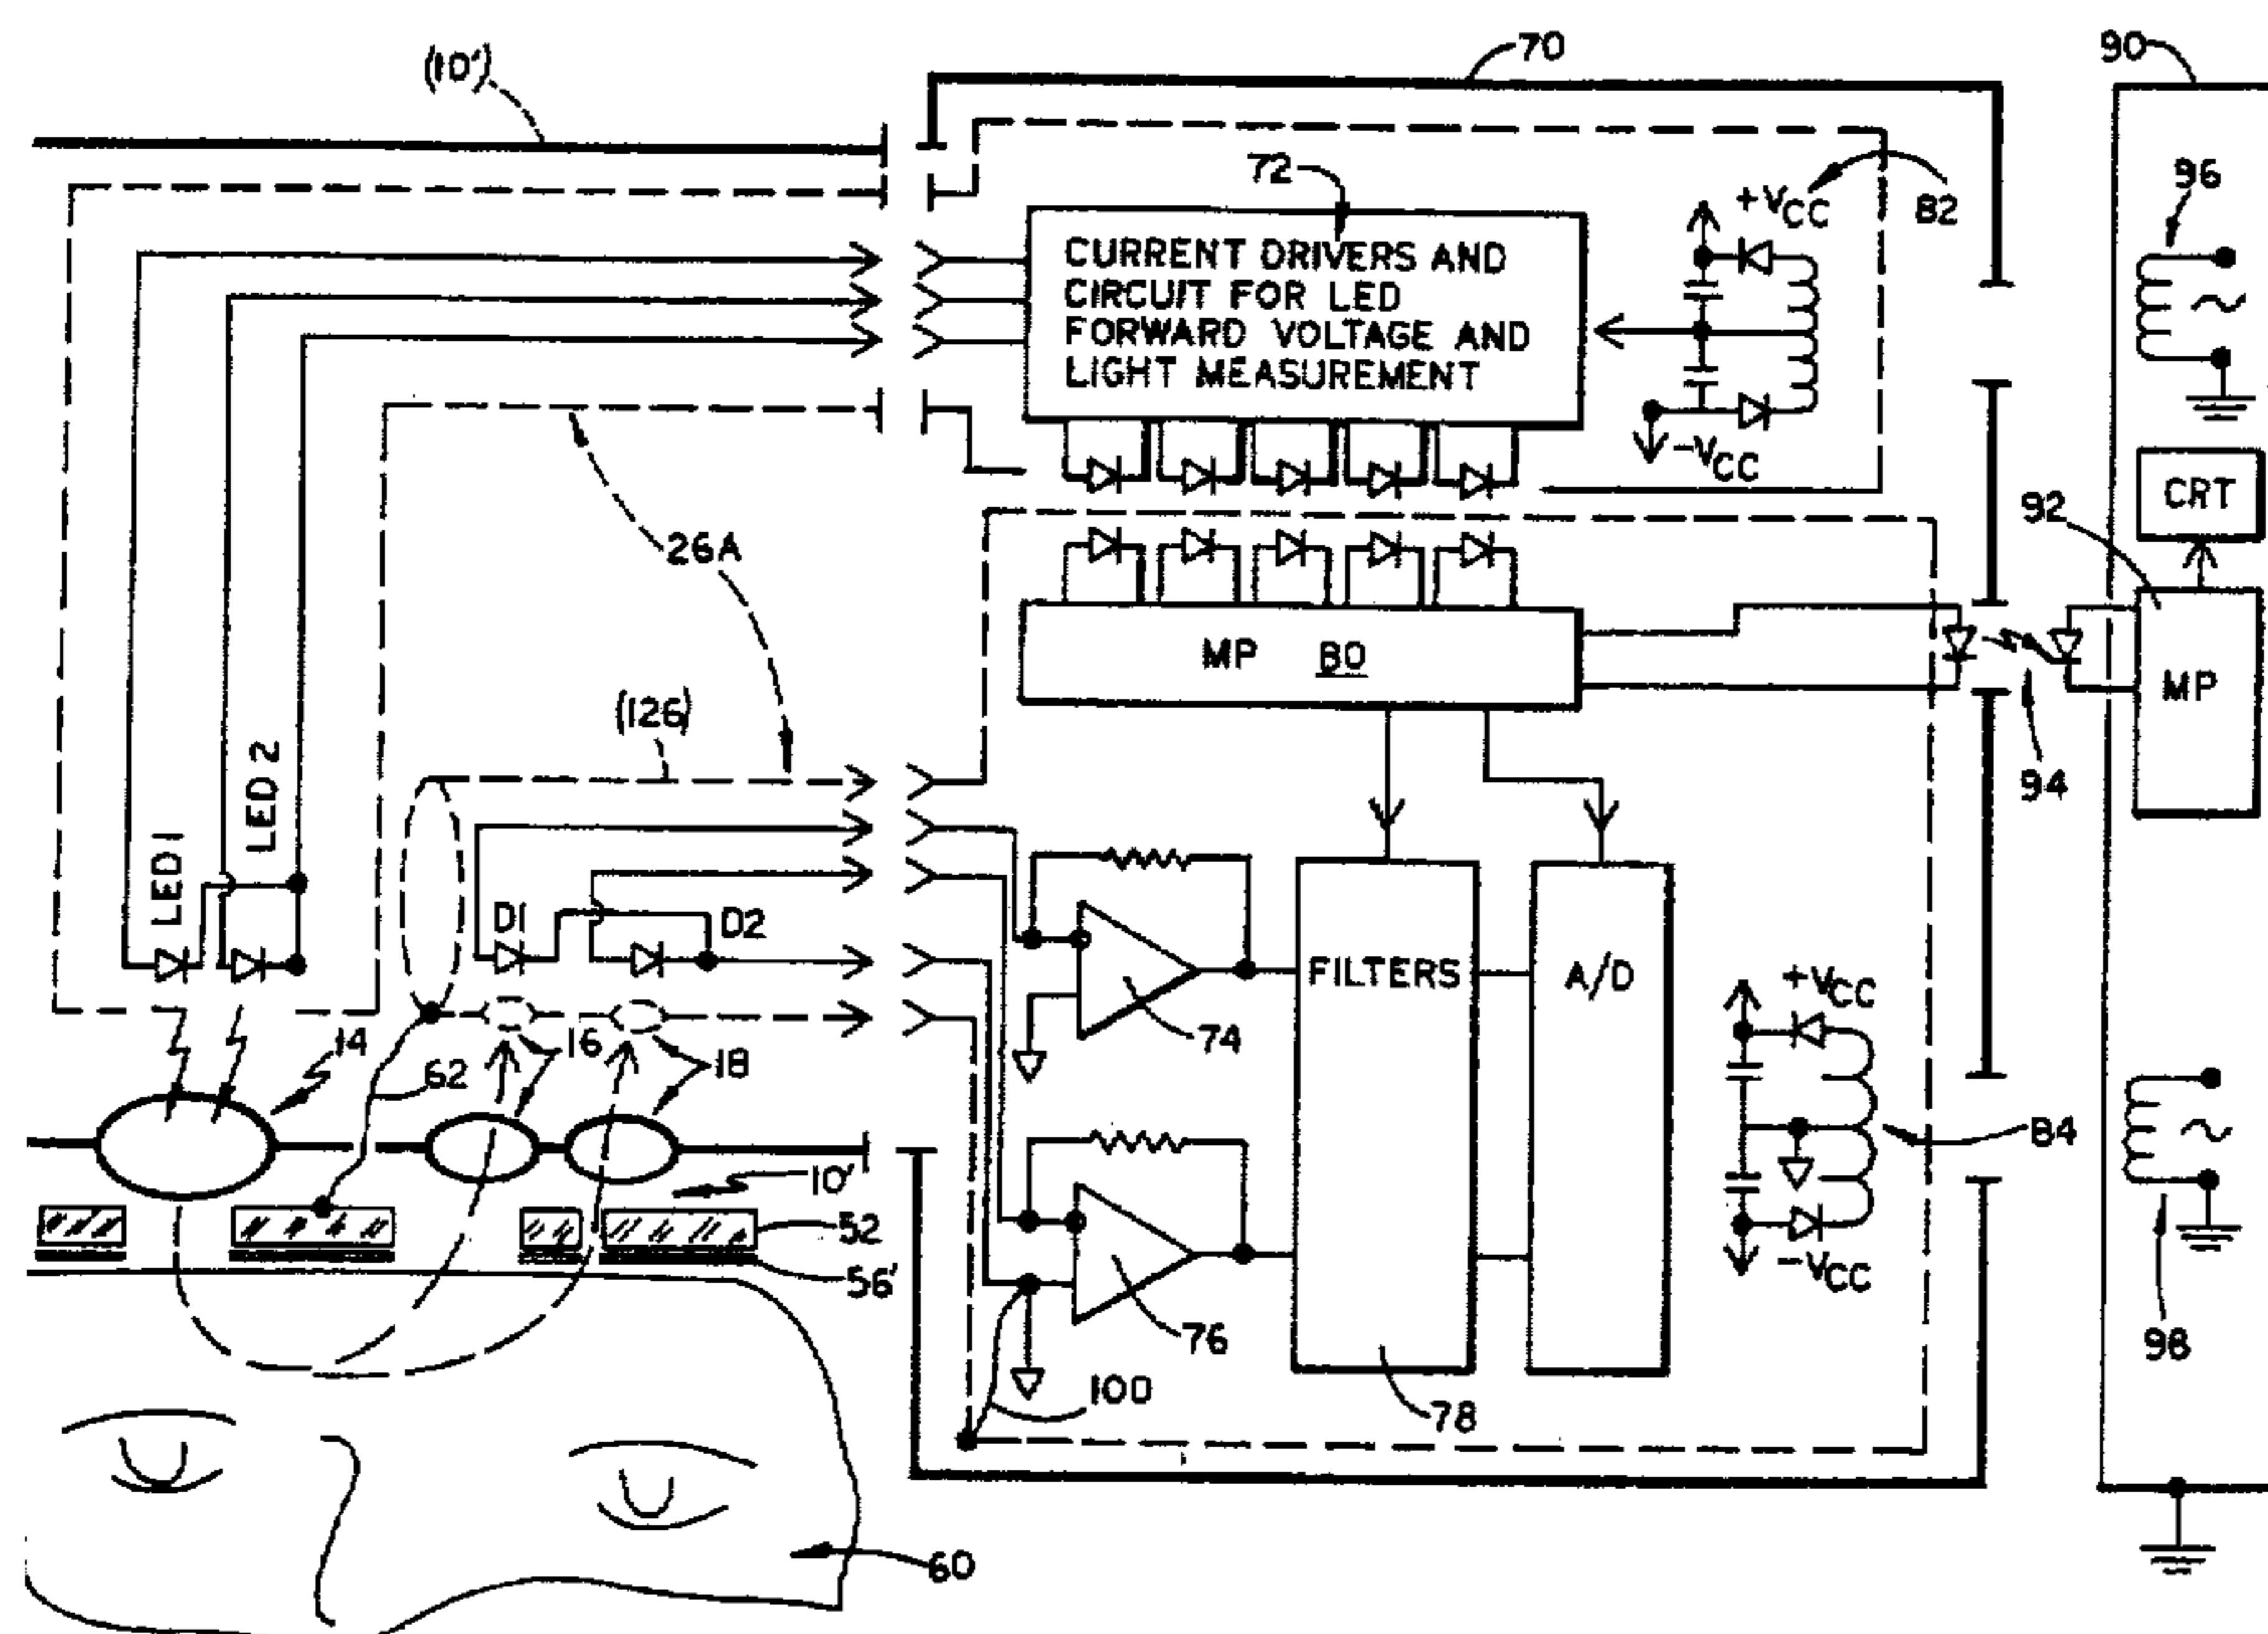 (10')
70
90
72
CURRENT DRIVERS AND
CIRCUIT FOR LED
FORWARD VOLTAGE AND
LIGHT MEASUREMENT
+VCC
82
96
-VCC
CRT
92
26A
MP 80
MP
94
(126)
LED1
LED 2
D1
D2
FILTERS
A/D
+VCC
74
14
16
18
62
84
10'
52
56'
-VCC
76
98
100
78
60